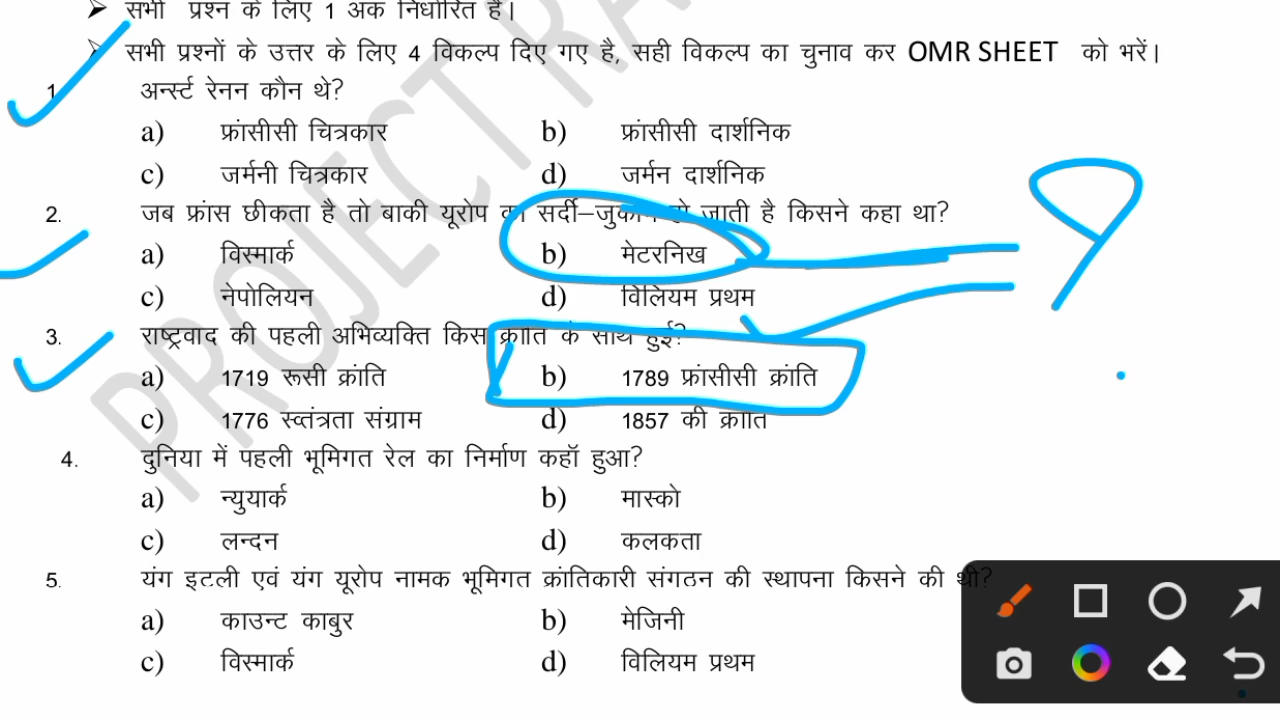 ➤ सभी प्रश्न के लिए 1 अंक निर्धारित हैं।
➤ सभी प्रश्नों के उत्तर के लिए 4 विकल्प दिए गए है, सही विकल्प का चुनाव कर OMR SHEET को भरें।
1. अर्न्स्ट रेनन कौन थे?
a) फ्रांसीसी चित्रकार b) फ्रांसीसी दार्शनिक
c) जर्मनी चित्रकार d) जर्मन दार्शनिक
2. जब फ्रांस छीकता है तो बाकी यूरोप को सर्दी–जुकाम हो जाती है किसने कहा था?
a) विस्मार्क b) मेटरनिख
c) नेपोलियन d) विलियम प्रथम
3. राष्ट्रवाद की पहली अभिव्यक्ति किस क्रांति के साथ हुई?
a) 1719 रूसी क्रांति b) 1789 फ्रांसीसी क्रांति
c) 1776 स्वतंत्रता संग्राम d) 1857 की क्रांति
4. दुनिया में पहली भूमिगत रेल का निर्माण कहॉ हुआ?
a) न्युयार्क b) मास्को
c) लन्दन d) कलकता
5. यंग इटली एवं यंग यूरोप नामक भूमिगत क्रांतिकारी संगठन की स्थापना किसने की थी?
a) काउन्ट काबुर b) मेजिनी
c) विस्मार्क d) विलियम प्रथम
PROJECT RA